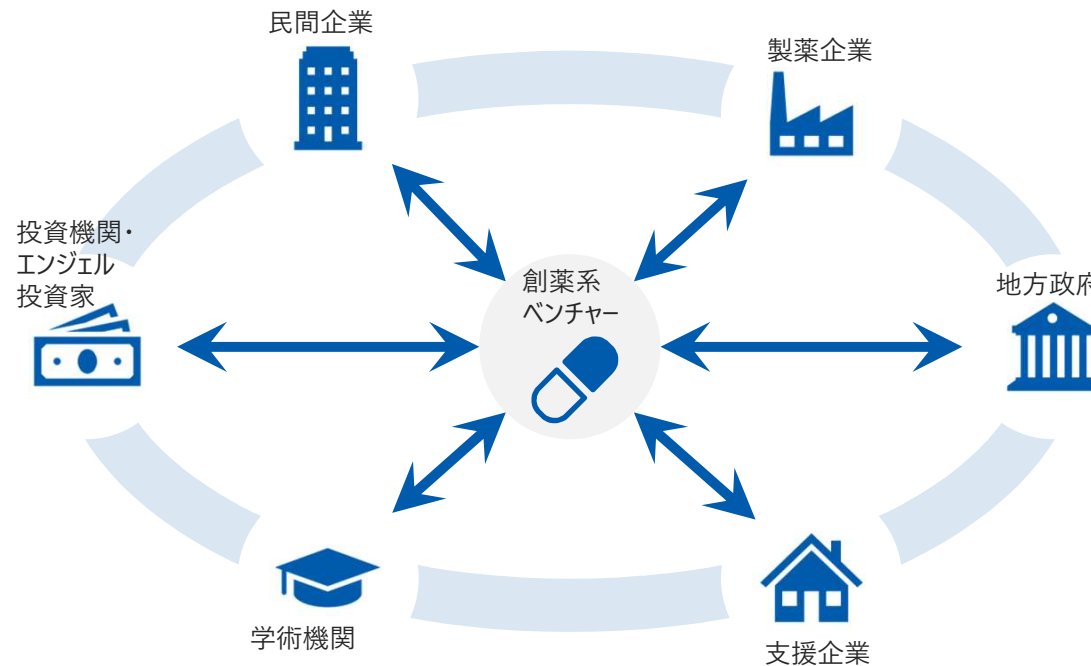 民間企業
製薬企業
投資機関・
エンジェル
投資家
創薬系
ベンチャー
地方政府
学術機関
支援企業